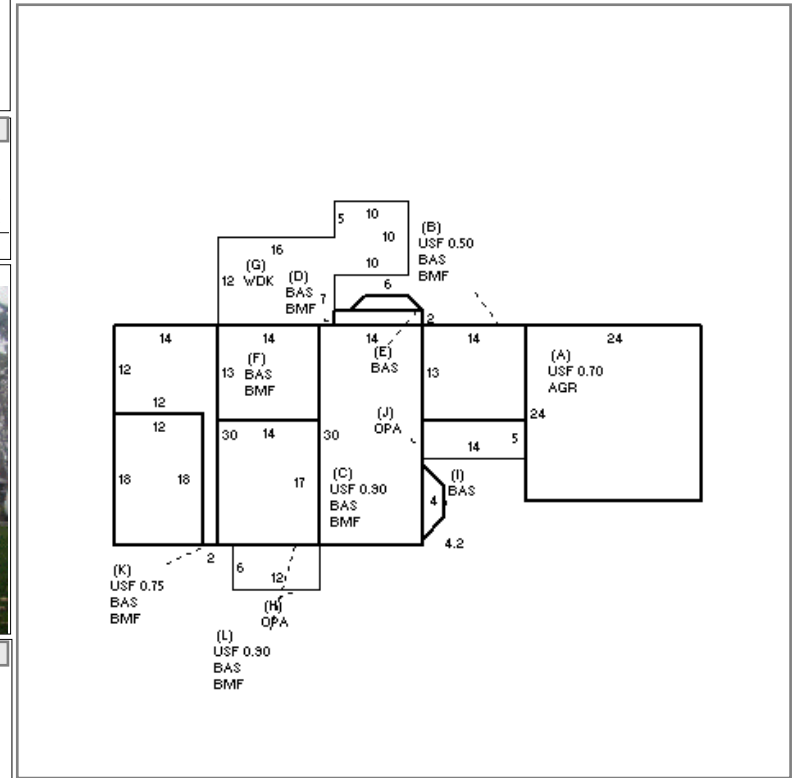 5
10
10
10
(B)
USF 0.50
BAS
BMF
16
(G)
WDK
12
(D)
BAS
BMF
7
6
2
14
14
14
14
24
12
13
(F)
BAS
BMF
(E)
BAS
13
(A)
USF 0.70
AGR
24
12
12
30
14
30
(J)
OPA
14
5
18
18
17
(C)
USF 0.90
BAS
BMF
4
(I)
BAS
4.2
2
6
12
(K)
USF 0.75
BAS
BMF
(H)
OPA
(L)
USF 0.90
BAS
BMF